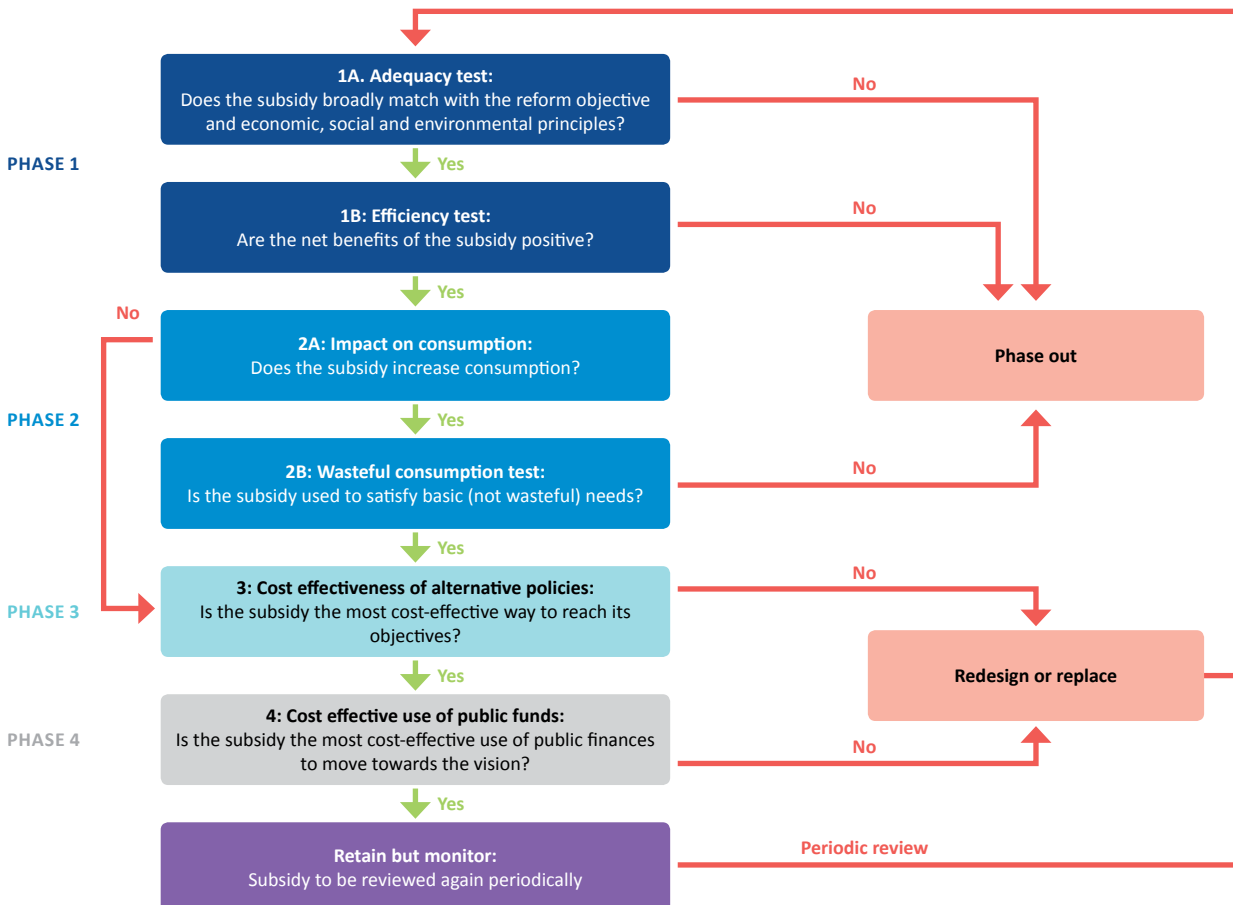 1A. Adequacy test:
Does the subsidy broadly match with the reform objective
and economic, social and environmental principles?
No
PHASE 1
Yes
1B: Efficiency test:
Are the net benefits of the subsidy positive?
No
Yes
No
2A: Impact on consumption:
Does the subsidy increase consumption?
Phase out
PHASE 2
Yes
2B: Wasteful consumption test:
Is the subsidy used to satisfy basic (not wasteful) needs?
No
Yes
PHASE 3
3: Cost effectiveness of alternative policies:
Is the subsidy the most cost-effective way to reach its
objectives?
No
Yes
Redesign or replace
PHASE 4
4: Cost effective use of public funds:
Is the subsidy the most cost-effective use of public finances
to move towards the vision?
No
Yes
Retain but monitor:
Subsidy to be reviewed again periodically
Periodic review